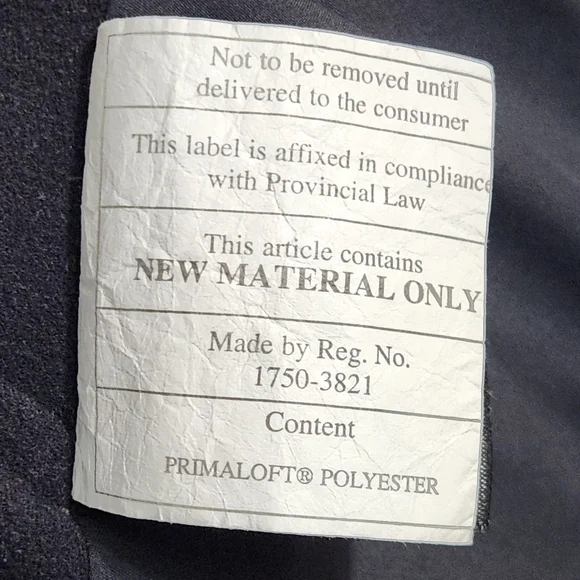 Not to be removed until
delivered to the consumer
This label is affixed in compliance
with Provincial Law
This article contains
NEW MATERIAL ONLY
Made by Reg. No.
1750-3821
Content
PRIMALOFT® POLYESTER